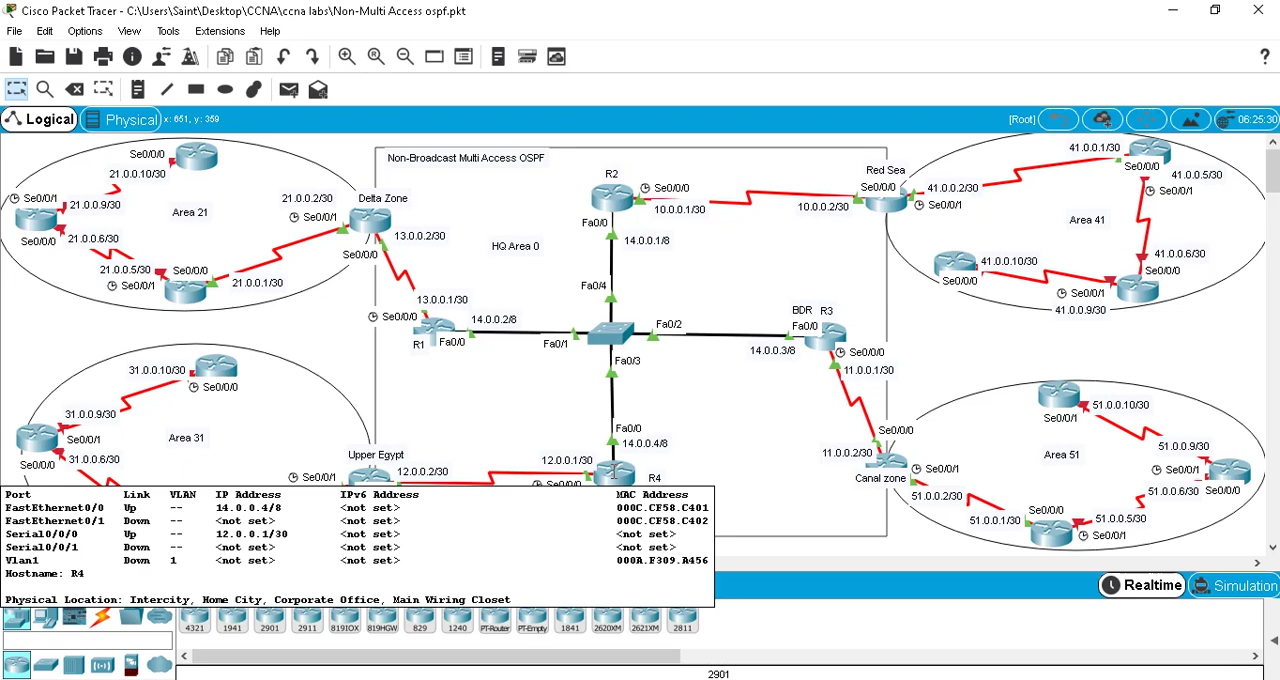 Cisco Packet Tracer - C:\Users\Saint\Desktop\CCNA\ccna labs\Non-Multi Access ospf.pkt
File Edit Options View Tools Extensions Help
Logical Physical x: 651, y: 359 [Root] 06:25:30
Non-Broadcast Multi Access OSPF
HQ Area 0
Se0/0/0
21.0.0.10/30
Se0/0/1
21.0.0.9/30
Area 21
Se0/0/0
21.0.0.6/30
21.0.0.5/30
Se0/0/0
Se0/0/1
21.0.0.1/30
21.0.0.2/30
Se0/0/1
Delta Zone
13.0.0.2/30
Se0/0/0
13.0.0.1/30
Se0/0/0
R1
Fa0/0
14.0.0.2/8
Fa0/1
R2
Se0/0/0
10.0.0.1/30
Fa0/0
14.0.0.1/8
Fa0/4
Fa0/2
Fa0/3
10.0.0.2/30
Red Sea
Se0/0/0
41.0.0.2/30
Se0/0/1
41.0.0.1/30
Se0/0/0
41.0.0.5/30
Se0/0/1
Area 41
41.0.0.6/30
Se0/0/0
41.0.0.10/30
Se0/0/0
Se0/0/1
41.0.0.9/30
BDR R3
Fa0/0
14.0.0.3/8
Se0/0/0
11.0.0.1/30
Se0/0/0
11.0.0.2/30
Se0/0/1
Canal zone
51.0.0.2/30
51.0.0.1/30
Se0/0/0
51.0.0.5/30
Se0/0/1
Area 51
51.0.0.10/30
Se0/0/1
51.0.0.9/30
Se0/0/1
51.0.0.6/30
Se0/0/0
31.0.0.10/30
Se0/0/0
31.0.0.9/30
Se0/0/1
Area 31
Se0/0/0
31.0.0.6/30
Upper Egypt
Se0/0/1
12.0.0.2/30
12.0.0.1/30
Se0/0/0
Fa0/0
14.0.0.4/8
R4
Port Link VLAN IP Address IPv6 Address MAC Address
FastEthernet0/0 Up -- 14.0.0.4/8 <not set> 000C.CF58.C401
FastEthernet0/1 Down -- <not set> <not set> 000C.CF58.C402
Serial0/0/0 Up -- 12.0.0.1/30 <not set> <not set>
Serial0/0/1 Down -- <not set> <not set> <not set>
Vlan1 Down 1 <not set> <not set> 000A.F309.A456
Hostname: R4
Physical Location: Intercity, Home City, Corporate Office, Main Wiring Closet
Realtime Simulation
4321 1941 2901 2911 819IOX 819HGW 829 1240 PT-Router PT-Empty 1841 2620XM 2621XM 2811
2901